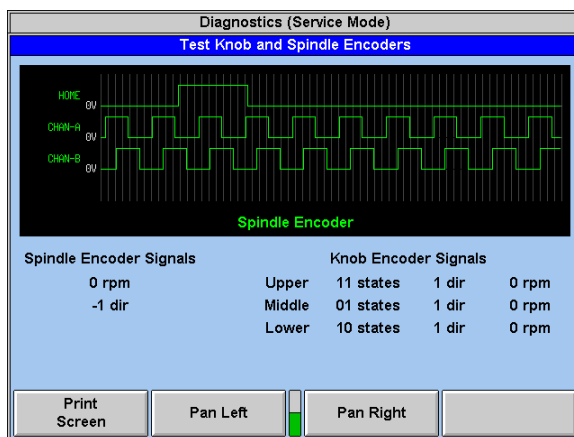 Diagnostics (Service Mode)
Test Knob and Spindle Encoders
HOME
0V
CHAN-A
0V
CHAN-B
0V
Spindle Encoder
Spindle Encoder Signals
0 rpm
-1 dir
Knob Encoder Signals
Upper 11 states 1 dir 0 rpm
Middle 01 states 1 dir 0 rpm
Lower 10 states 1 dir 0 rpm
Print
Screen
Pan Left
Pan Right